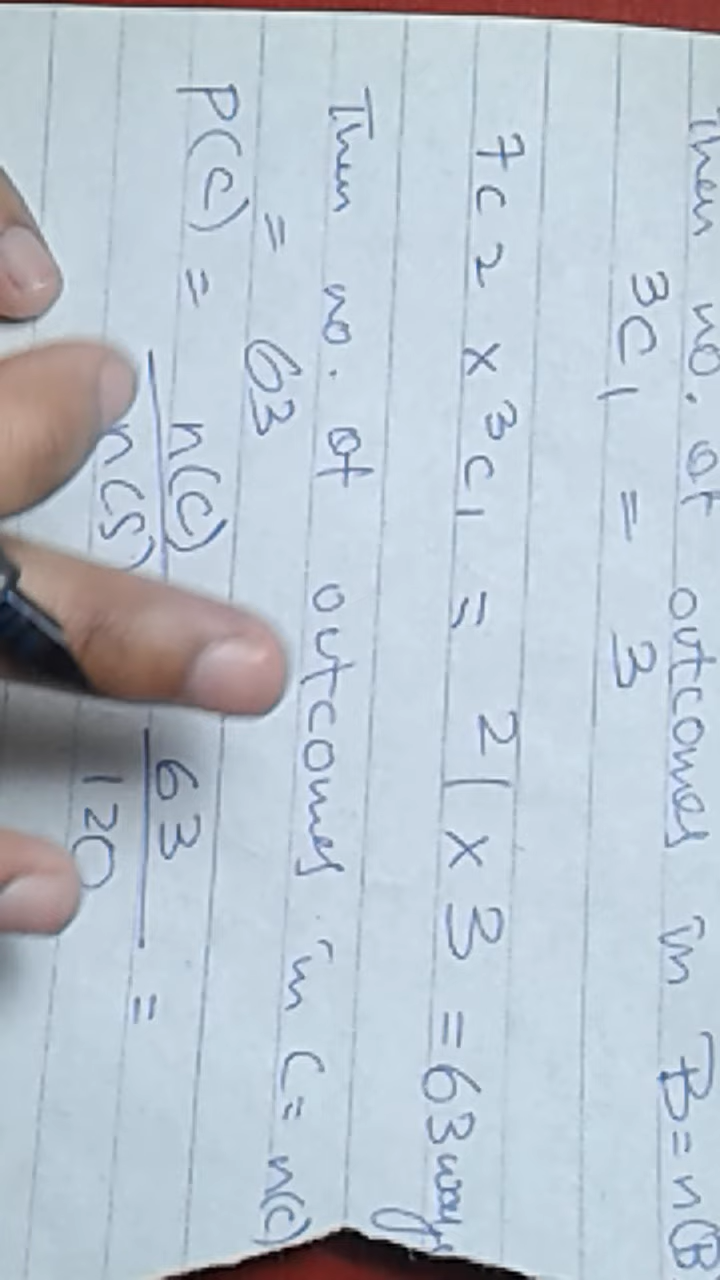 Then no. of outcomes in B = n(B
3C1 = 3
7C2 × 3C1 = 21 × 3 = 63 ways
Then no. of outcomes in C = n(C)
= 63
P(C) = n(C)
n(S) 63
120 =